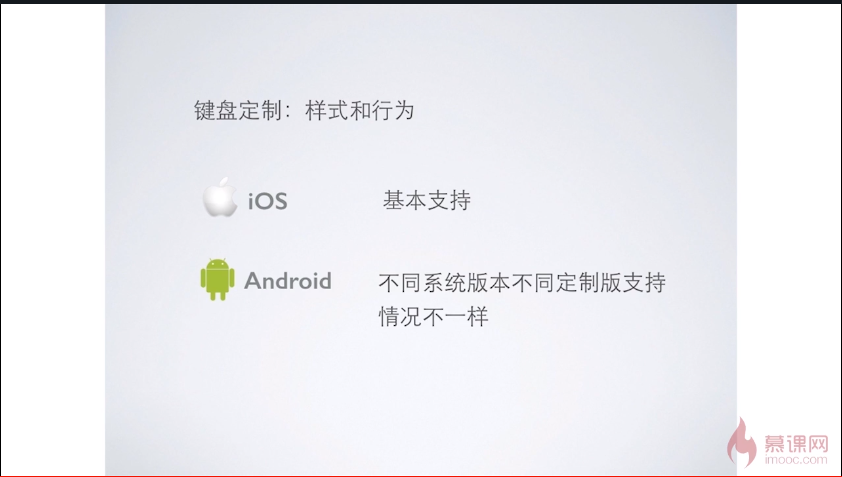 键盘定制：样式和行为
iOS
基本支持
Android
不同系统版本不同定制版支持
情况不一样
慕课网
imooc.com